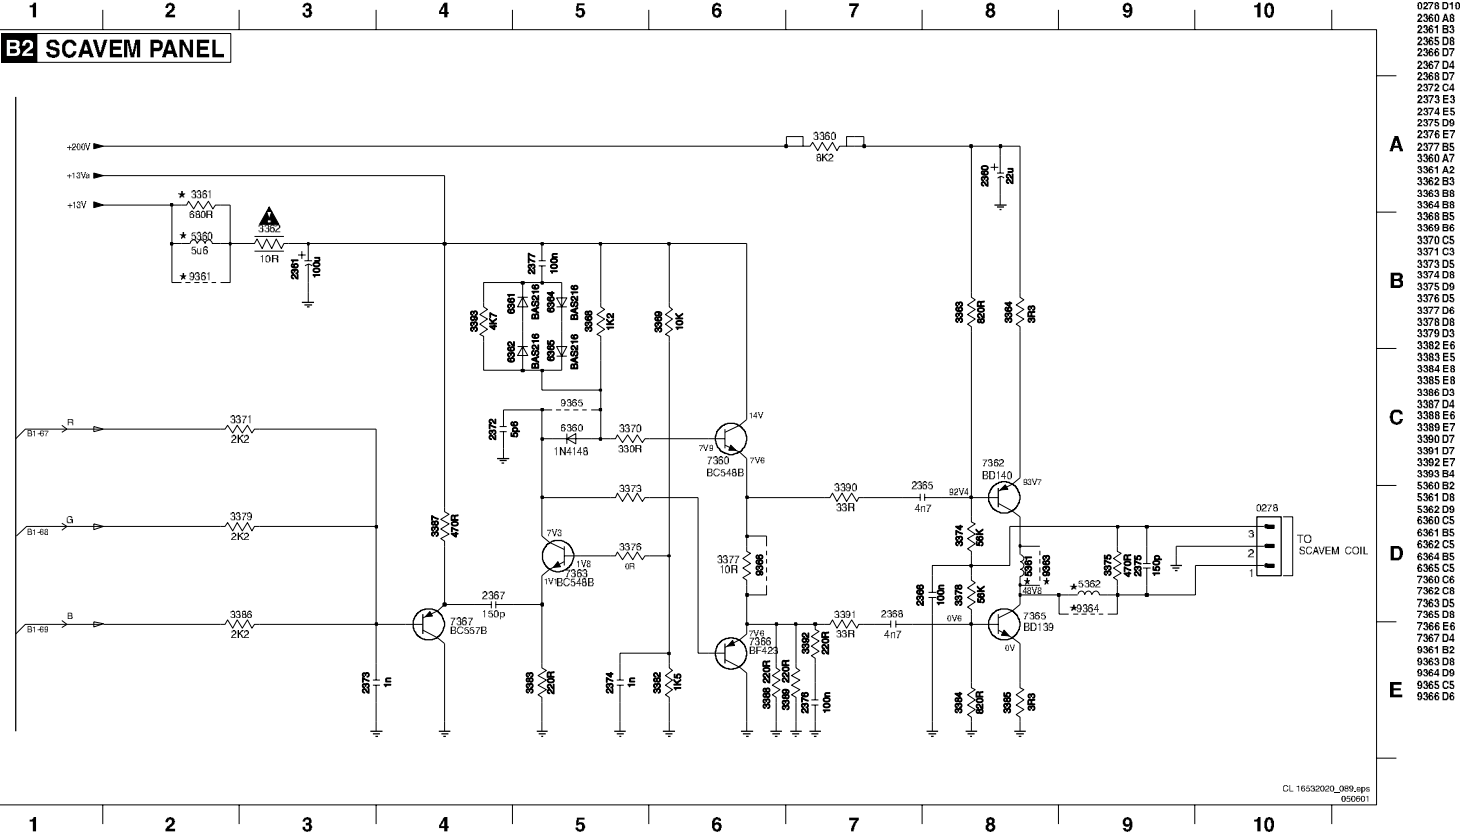 1 2 3 4 5 6 7 8 9 10
B2 SCAVEM PANEL
0278 D10
2360 A8
2361 B3
2365 D8
2366 D7
2367 D4
2368 D7
2372 C4
2373 E3
2374 E5
2375 D9
2376 E7
2377 B5
3360 A7
3361 A2
3362 B3
3363 B8
3364 B8
3368 B5
3369 B6
3370 C5
3371 C3
3373 D5
3374 D8
3375 D9
3376 D5
3377 D6
3378 D8
3379 D3
3382 E6
3383 E5
3384 E8
3385 E8
3386 D3
3387 D4
3388 E6
3389 E7
3390 D7
3391 D7
3392 E7
3393 B4
5360 B2
5361 D8
5362 D9
6360 C5
6361 B5
6362 C5
6364 B5
6365 C5
7360 C6
7362 C8
7363 D5
7365 D8
7366 E6
7367 D4
9361 B2
9363 D8
9364 D9
9365 C5
9366 D6
A
B
C
D
E
+200V
+13Va
+13V
3360
8K2
2360
+
22u
* 3361
680R
* 5360
5u6
* 9361
3362
10R
2361
+
100u
2377
100n
3393
4K7
6361
BAS216
6364
BAS216
6362
BAS216
6365
BAS216
3368
1K2
3369
10K
3363
820R
3364
3R3
B1-67
R
3371
2K2
2372
5p6
9365
6360
1N4148
3370
330R
14V
7V9
7360
BC548B
7V6
3373
3390
33R
2365
4n7
92V4
7362
BD140
93V7
B1-68
G
3379
2K2
3387
470R
7V3
1V8
1V1
7363
BC548B
3376
0R
3377
10R
9366
3374
56K
5361
*
9363
*
48V8
3375
470R
2375
150p
0278
3
2
1
TO
SCAVEM COIL
* 5362
* 9364
B1-69
B
3386
2K2
2367
150p
7367
BC557B
2366
100n
3378
56K
3391
33R
2368
4n7
0V6
7365
BD139
0V
7V6
7366
BF423
2373
1n
3383
220R
2374
1n
3382
1K5
3388
220R
3389
220R
3392
220R
2376
100n
3384
820R
3385
3R3
CL 16532020_089.eps
050601
1 2 3 4 5 6 7 8 9 10